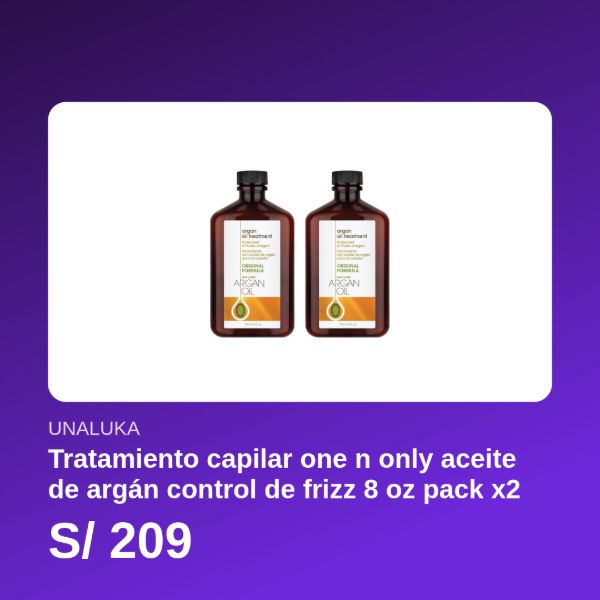 argan
oil treatment
ORIGINAL
FORMULA
ARGAN
OIL
argan
oil treatment
ORIGINAL
FORMULA
ARGAN
OIL
UNALUKA
Tratamiento capilar one n only aceite
de argán control de frizz 8 oz pack x2
S/ 209